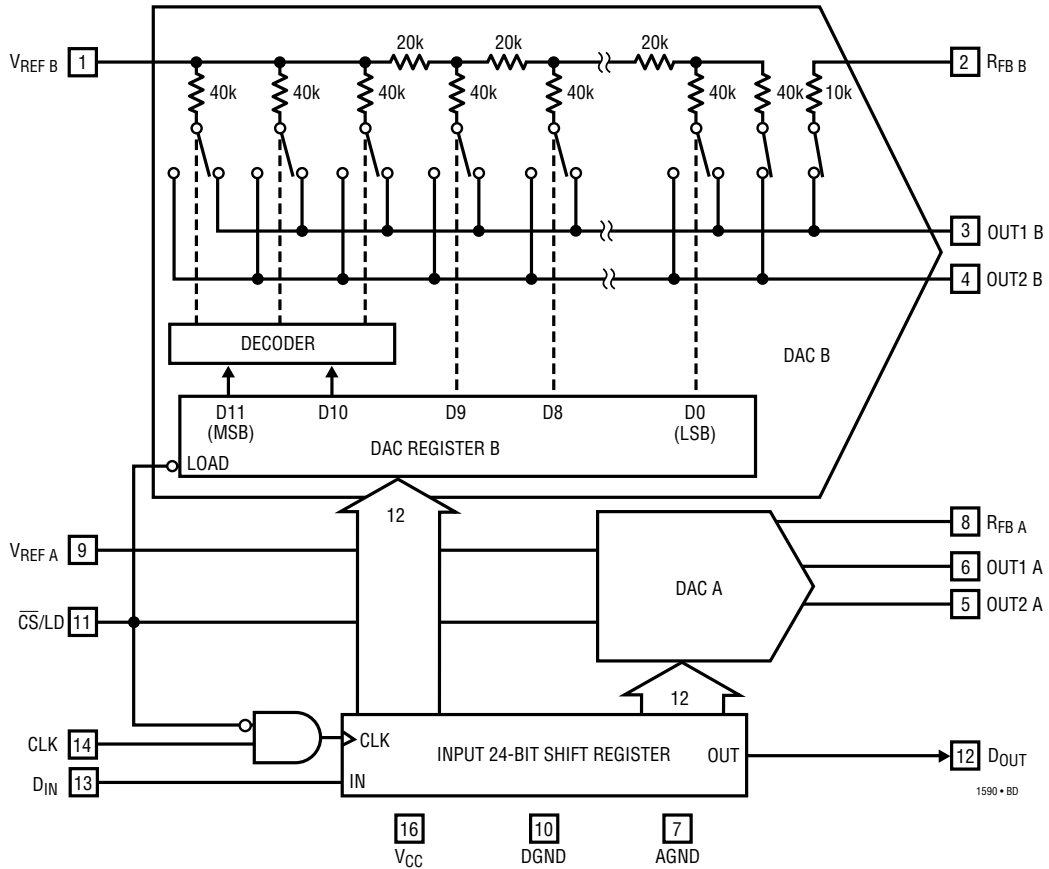 20k 20k 20k
V_REF B 1 2 R_FB B
40k 40k 40k 40k 40k 40k 40k 10k
3 OUT1 B
4 OUT2 B
DECODER
DAC B
D11 D10 D9 D8 D0
(MSB) (LSB)
DAC REGISTER B
LOAD
12
8 R_FB A
V_REF A 9
6 OUT1 A
DAC A
5 OUT2 A
C̅S̅/LD 11
12
CLK 14
CLK INPUT 24-BIT SHIFT REGISTER OUT 12 D_OUT
D_IN 13 IN
1590 • BD
16 10 7
V_CC DGND AGND